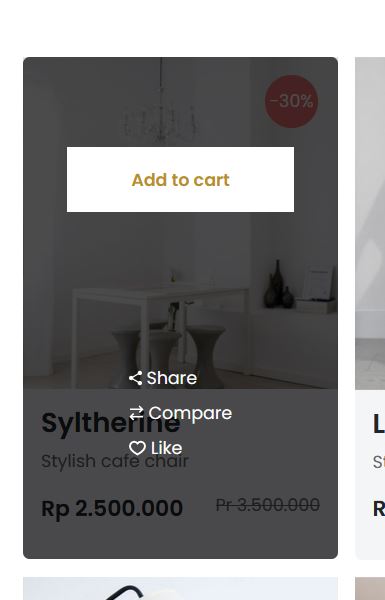 -30%
Add to cart
Share
Syltherine
Compare
Like
Stylish cafe chair
Rp 2.500.000
Pr 3.500.000
L
St
R